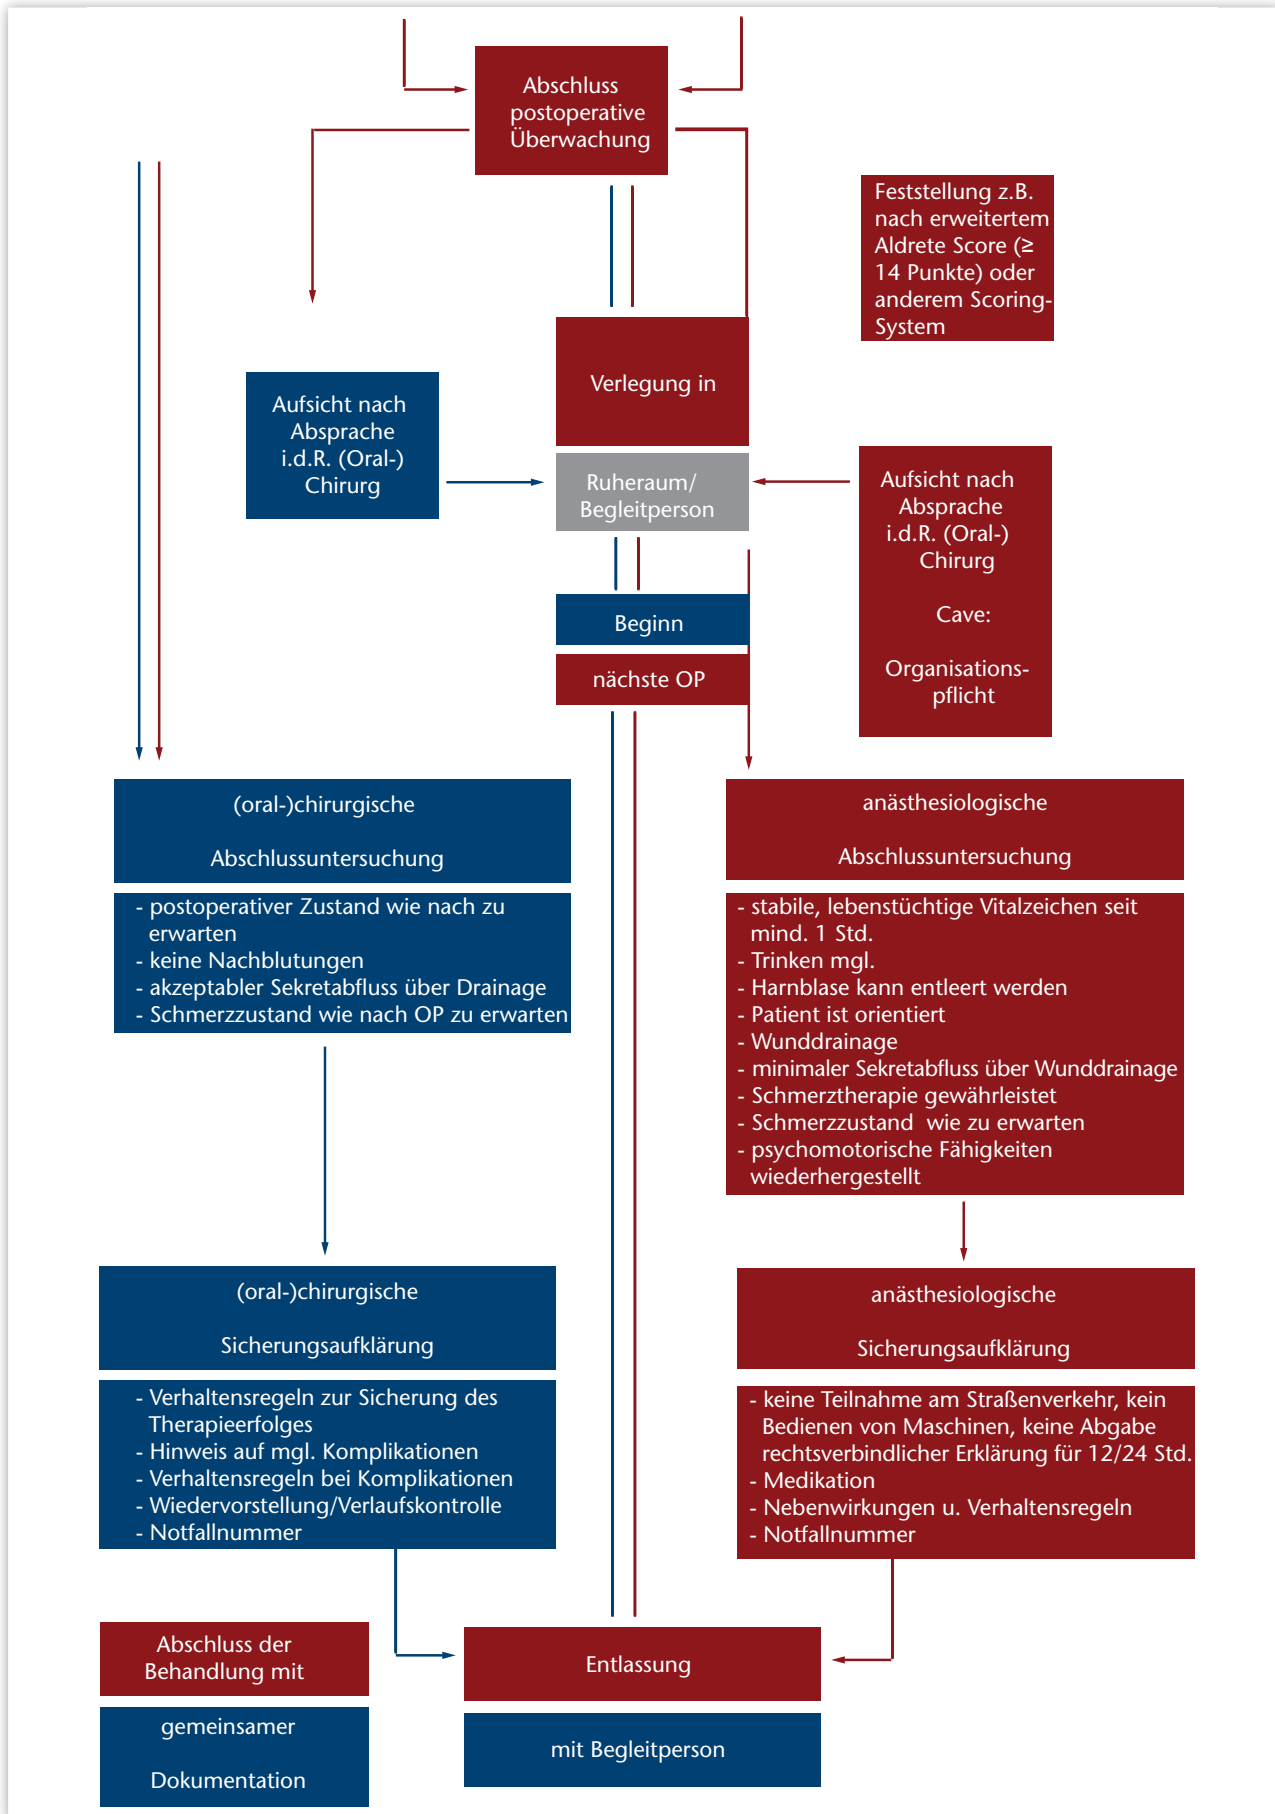 Abschluss
postoperative
Überwachung
Feststellung z.B.
nach erweitertem
Aldrete Score (≥
14 Punkte) oder
anderem Scoring-
System
Verlegung in
Aufsicht nach
Absprache
i.d.R. (Oral-)
Chirurg
Ruheraum/
Begleitperson
Aufsicht nach
Absprache
i.d.R. (Oral-)
Chirurg
Cave:
Organisations-
pflicht
Beginn
nächste OP
(oral-)chirurgische
Abschlussuntersuchung
- postoperativer Zustand wie nach zu
erwarten
- keine Nachblutungen
- akzeptabler Sekretabfluss über Drainage
- Schmerzzustand wie nach OP zu erwarten
anästhesiologische
Abschlussuntersuchung
- stabile, lebenstüchtige Vitalzeichen seit
mind. 1 Std.
- Trinken mgl.
- Harnblase kann entleert werden
- Patient ist orientiert
- Wunddrainage
- minimaler Sekretabfluss über Wunddrainage
- Schmerztherapie gewährleistet
- Schmerzzustand  wie zu erwarten
- psychomotorische Fähigkeiten
wiederhergestellt
(oral-)chirurgische
Sicherungsaufklärung
- Verhaltensregeln zur Sicherung des
Therapieerfolges
- Hinweis auf mgl. Komplikationen
- Verhaltensregeln bei Komplikationen
- Wiedervorstellung/Verlaufskontrolle
- Notfallnummer
anästhesiologische
Sicherungsaufklärung
- keine Teilnahme am Straßenverkehr, kein
Bedienen von Maschinen, keine Abgabe
rechtsverbindlicher Erklärung für 12/24 Std.
- Medikation
- Nebenwirkungen u. Verhaltensregeln
- Notfallnummer
Abschluss der
Behandlung mit
gemeinsamer
Dokumentation
Entlassung
mit Begleitperson